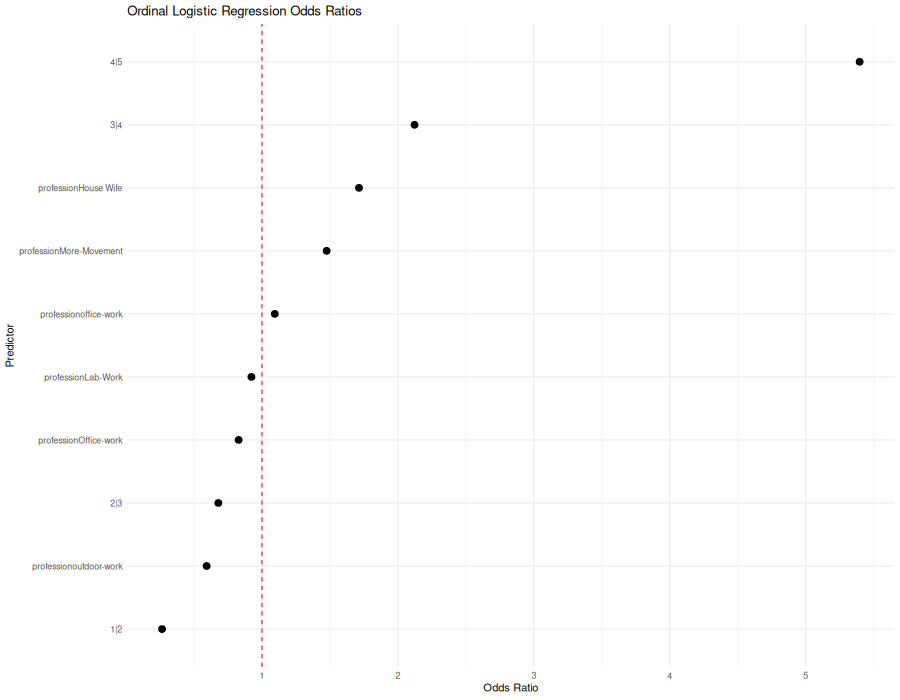 Ordinal Logistic Regression Odds Ratios
Predictor
4|5
3|4
professionHouse Wife
professionMore-Movement
professionoffice-work
professionLab-Work
professionOffice-work
2|3
professionoutdoor-work
1|2
1 2 3 4 5
Odds Ratio